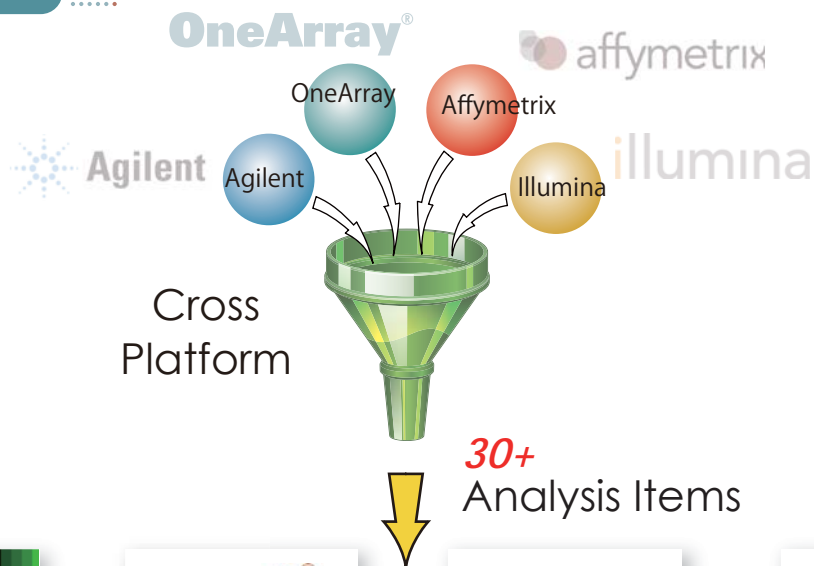 OneArray®
affymetrix
OneArray
Affymetrix
Agilent
illumina
Agilent
Illumina
Cross
Platform
30+
Analysis Items